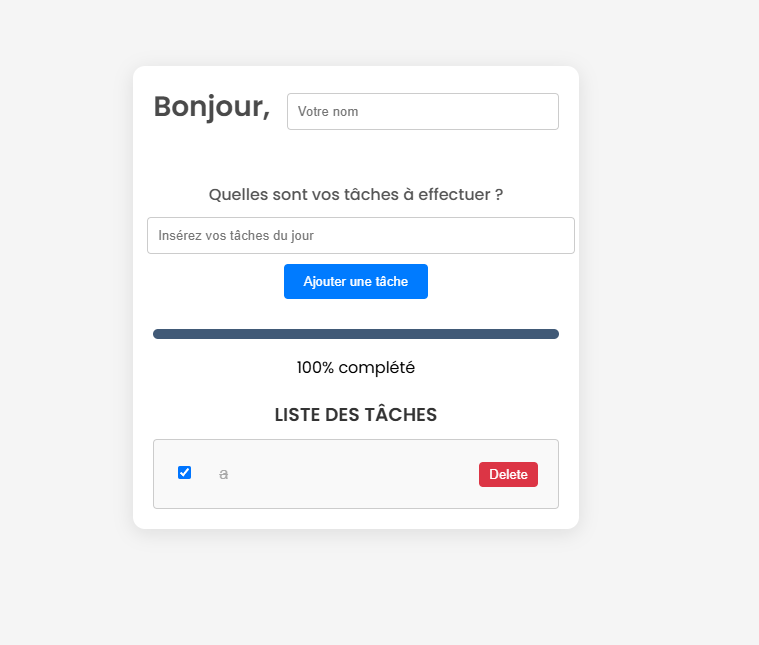 Bonjour, Votre nom
Quelles sont vos tâches à effectuer ?
Insérez vos tâches du jour
Ajouter une tâche
100% complété
LISTE DES TÂCHES
a Delete